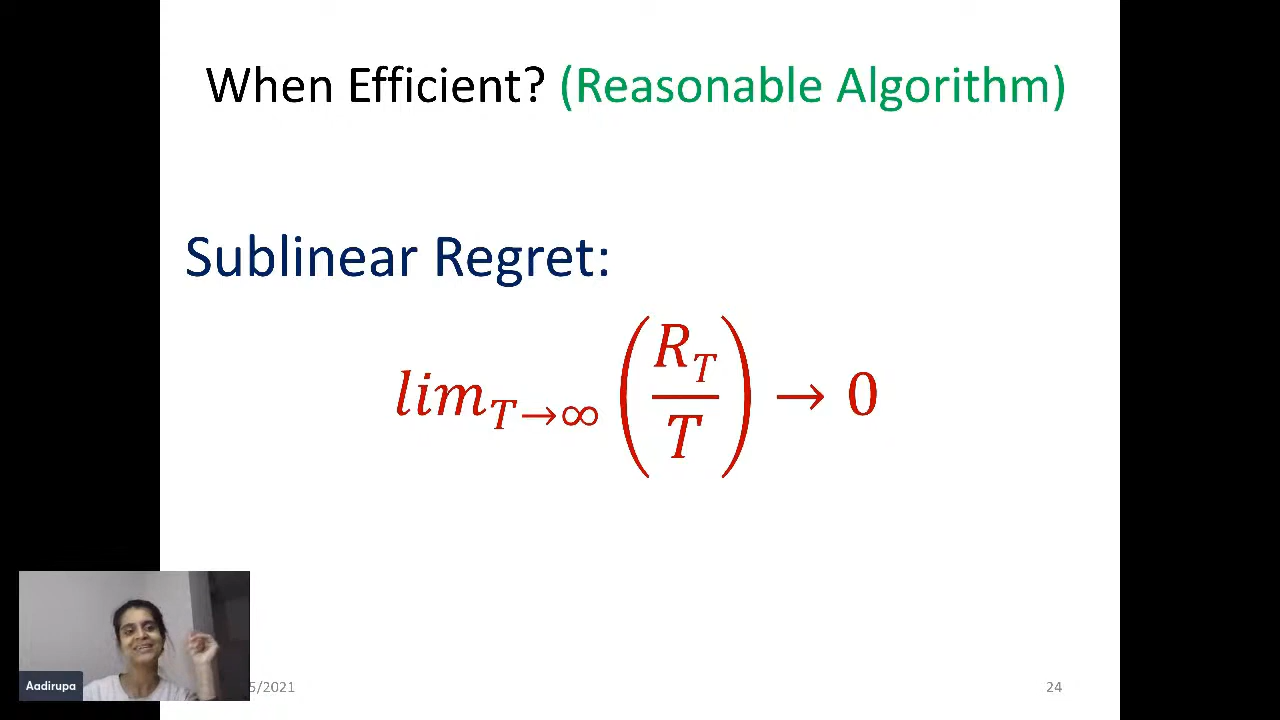 When Efficient? (Reasonable Algorithm)
Sublinear Regret:
lim_{T→∞} (R_T / T) → 0
Aadirupa
5/2021
24